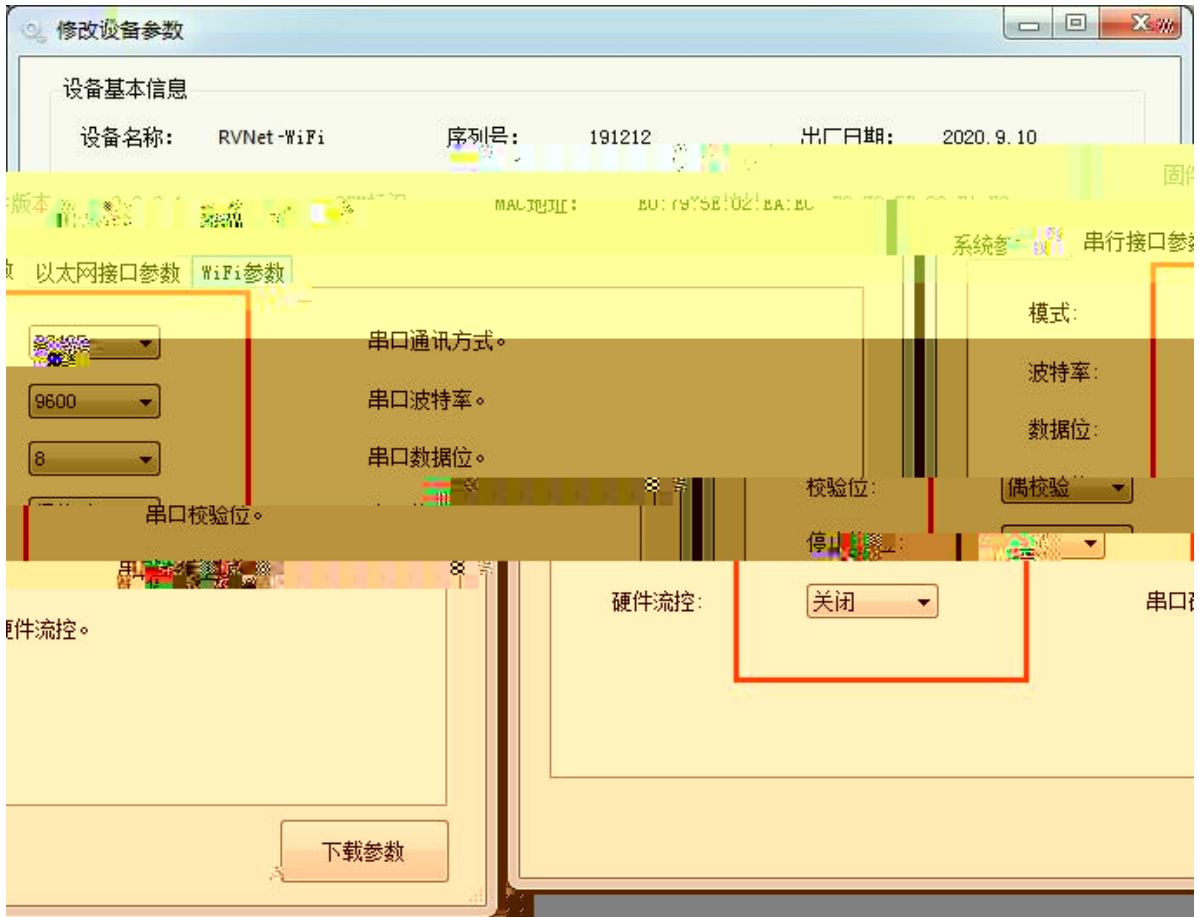 修改设备参数
设备基本信息
设备名称: RVNet-WiFi 序列号: 191212 出厂日期: 2020.9.10
版本 MAC地址:
串行接口参
以太网接口参数 WiFi参数
模式: 串口通讯方式。
波特率: 9600 串口波特率。
数据位: 8 串口数据位。
校验位: 偶校验 串口校验位。
硬件流控: 关闭 串口
件流控。
下载参数